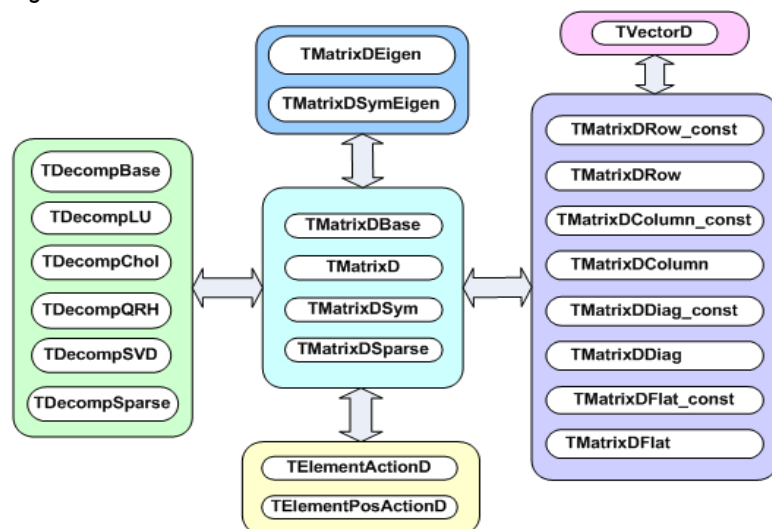 TMatrixDEigen
TMatrixDSymEigen
TVectorD
TDecompBase
TDecompLU
TDecompChol
TDecompQRH
TDecompSVD
TDecompSparse
TMatrixDBase
TMatrixD
TMatrixDSym
TMatrixDSparse
TMatrixDRow_const
TMatrixDRow
TMatrixDColumn_const
TMatrixDColumn
TMatrixDDiag_const
TMatrixDDiag
TMatrixDFlat_const
TMatrixDFlat
TElementActionD
TElementPosActionD